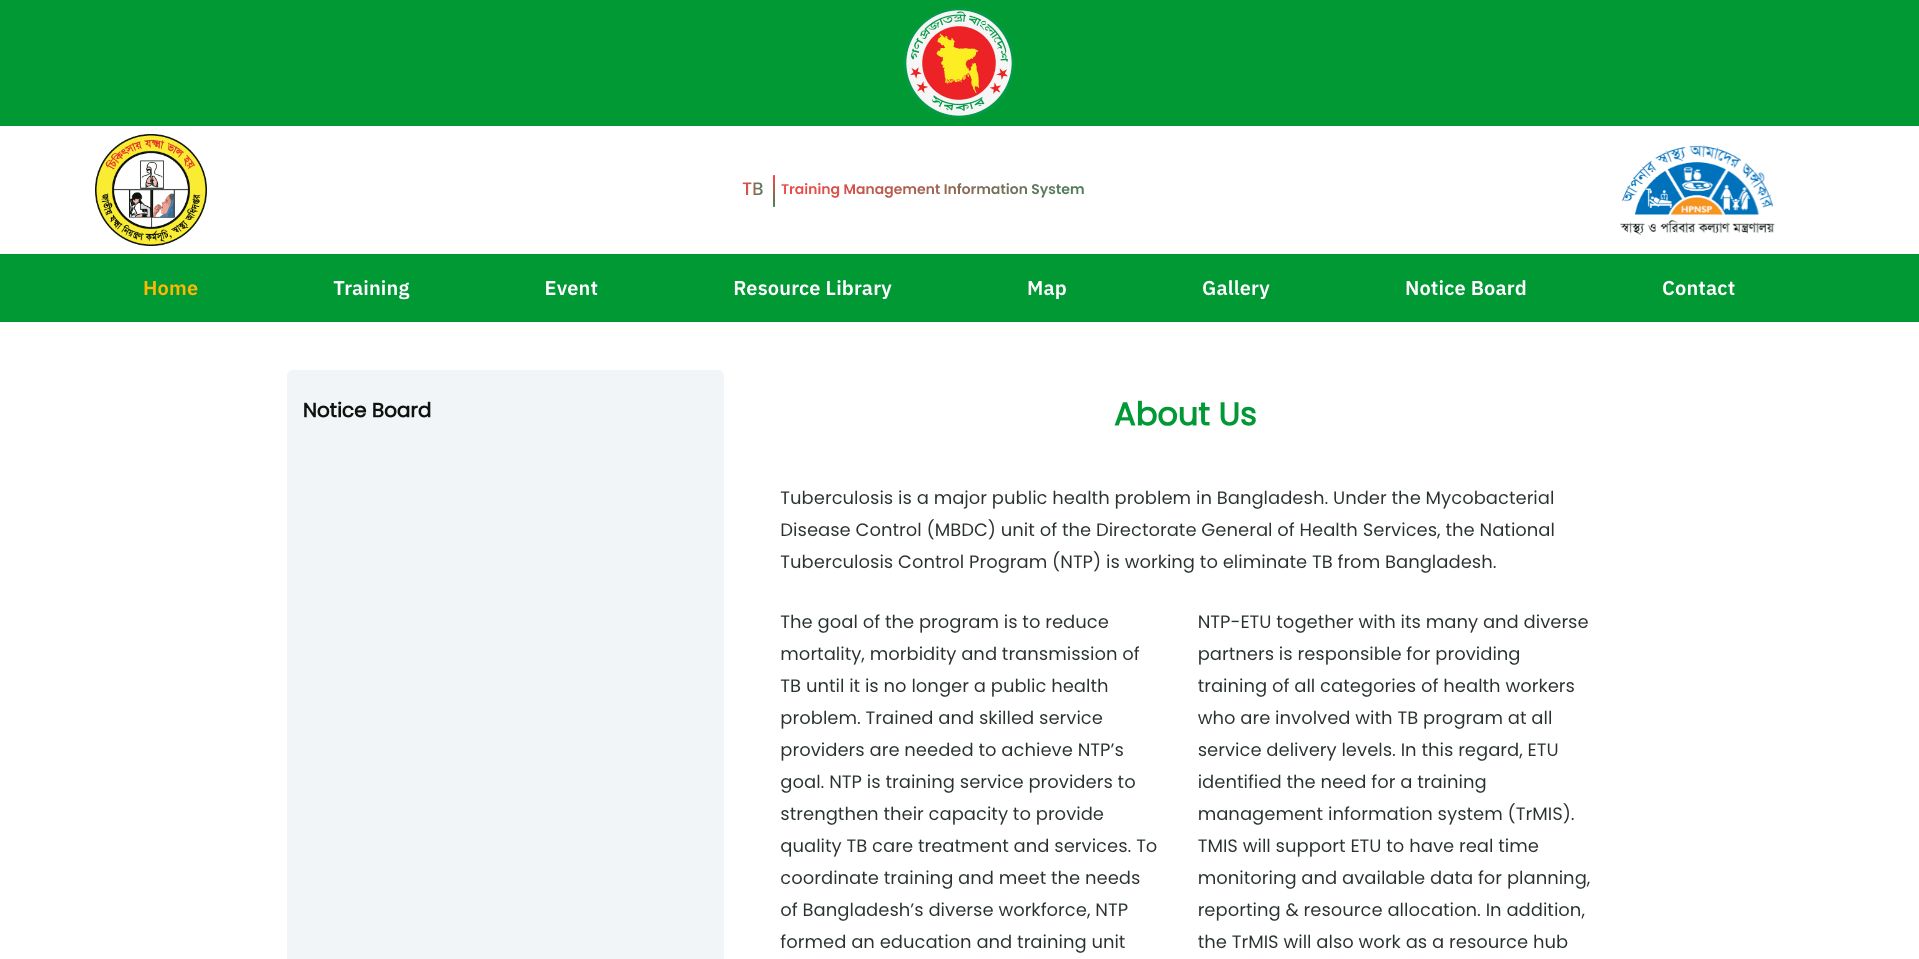 গণপ্রজাতন্ত্রী বাংলাদেশ
সরকার
চিকিৎসায় যক্ষ্মা ভাল হয়
জাতীয় যক্ষ্মা নিয়ন্ত্রণ কর্মসূচি, স্বাস্থ্য অধিদপ্তর
TB | Training Management Information System
আপনার স্বাস্থ্য আমাদের অঙ্গীকার
HPNSP
স্বাস্থ্য ও পরিবার কল্যাণ মন্ত্রণালয়
Home Training Event Resource Library Map Gallery Notice Board Contact
Notice Board
About Us
Tuberculosis is a major public health problem in Bangladesh. Under the Mycobacterial
Disease Control (MBDC) unit of the Directorate General of Health Services, the National
Tuberculosis Control Program (NTP) is working to eliminate TB from Bangladesh.
The goal of the program is to reduce
mortality, morbidity and transmission of
TB until it is no longer a public health
problem. Trained and skilled service
providers are needed to achieve NTP’s
goal. NTP is training service providers to
strengthen their capacity to provide
quality TB care treatment and services. To
coordinate training and meet the needs
of Bangladesh’s diverse workforce, NTP
formed an education and training unit
NTP-ETU together with its many and diverse
partners is responsible for providing
training of all categories of health workers
who are involved with TB program at all
service delivery levels. In this regard, ETU
identified the need for a training
management information system (TrMIS).
TMIS will support ETU to have real time
monitoring and available data for planning,
reporting & resource allocation. In addition,
the TrMIS will also work as a resource hub